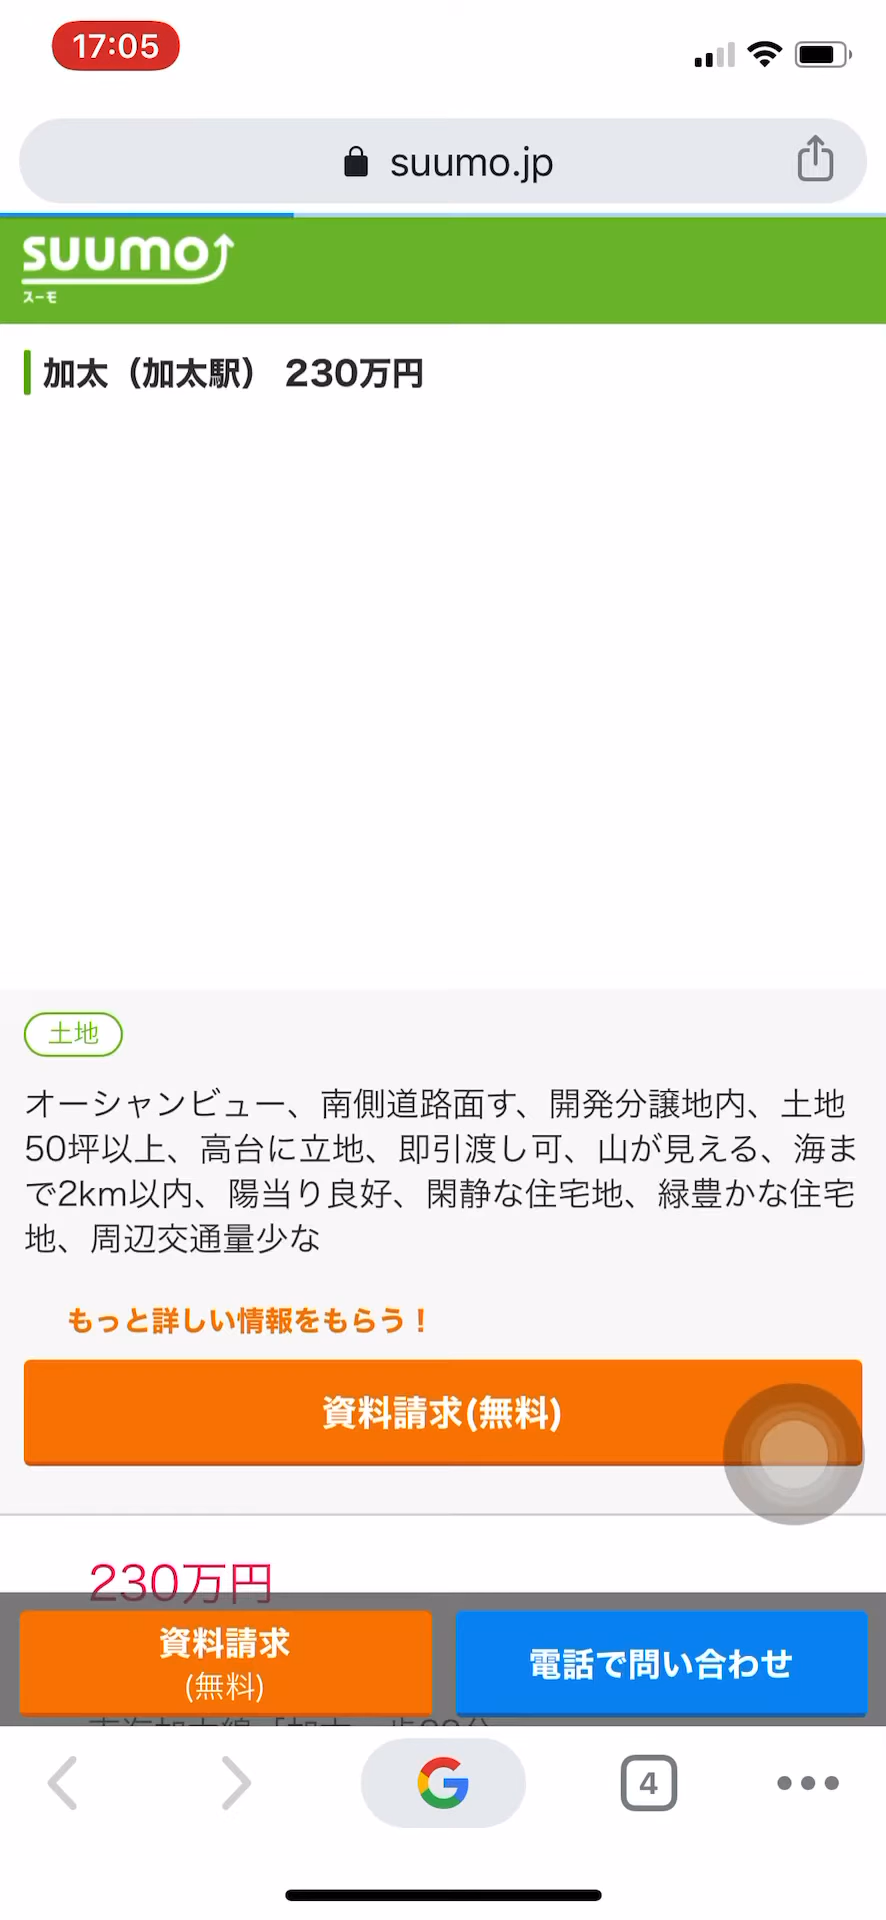 17:05
suumo.jp
suumo
スーモ
加太（加太駅） 230万円
土地
オーシャンビュー、南側道路面す、開発分譲地内、土地
50坪以上、高台に立地、即引渡し可、山が見える、海ま
で2km以内、陽当り良好、閑静な住宅地、緑豊かな住宅
地、周辺交通量少な
もっと詳しい情報をもらう！
資料請求(無料)
230万円
資料請求
(無料)
電話で問い合わせ
4